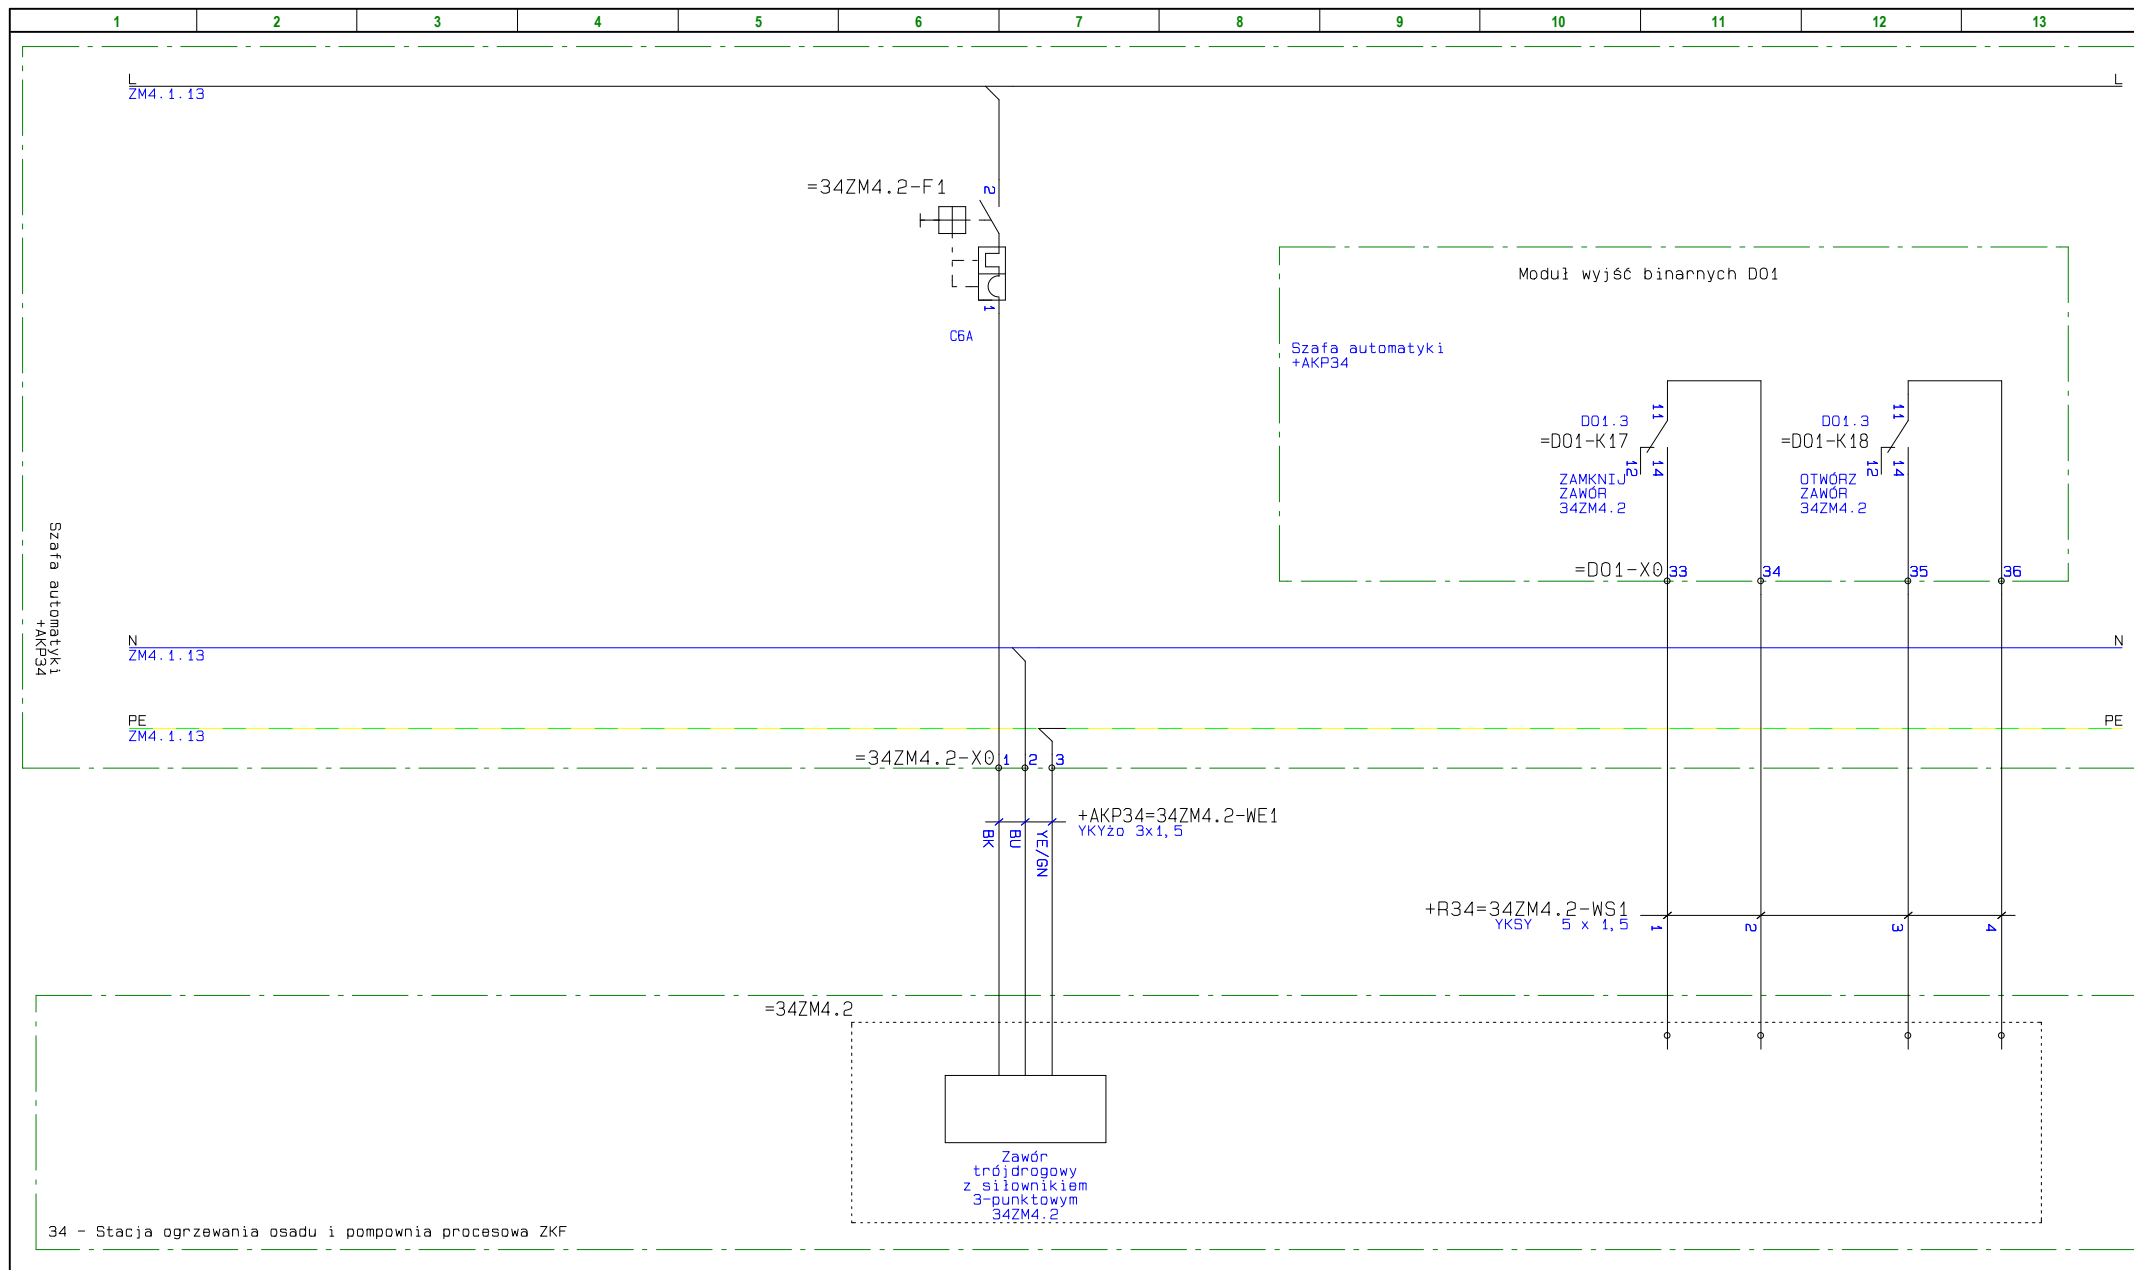 1 2 3 4 5 6 7 8 9 10 11 12 13
L
ZM4.1.13
L
=34ZM4.2-F1
2
1
C6A
Moduł wyjść binarnych DO1
Szafa automatyki
+AKP34
DO1.3
=DO1-K17
11
12
14
ZAMKNIJ
ZAWÓR
34ZM4.2
DO1.3
=DO1-K18
11
12
14
OTWÓRZ
ZAWÓR
34ZM4.2
=DO1-X0
33
34
35
36
Szafa automatyki
+AKP34
N
ZM4.1.13
N
PE
ZM4.1.13
PE
=34ZM4.2-X0
1
2
3
+AKP34=34ZM4.2-WE1
YKYżo 3x1,5
BK
BU
YE/GN
+R34=34ZM4.2-WS1
YKSY 5 x 1,5
1
2
3
4
=34ZM4.2
Zawór
trójdrogowy
z siłownikiem
3-punktowym
34ZM4.2
34 - Stacja ogrzewania osadu i pompownia procesowa ZKF